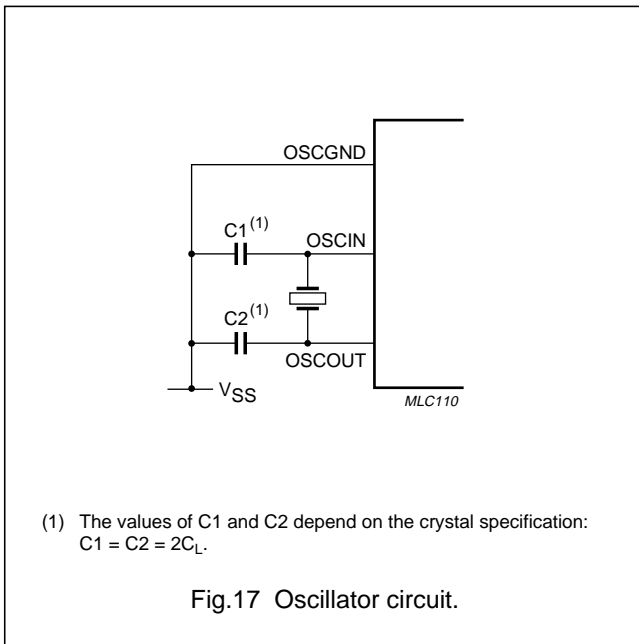 OSCGND
C1(1)
OSCIN
C2(1)
OSCOUT
VSS
MLC110
(1) The values of C1 and C2 depend on the crystal specification:
C1 = C2 = 2CL.
Fig.17 Oscillator circuit.